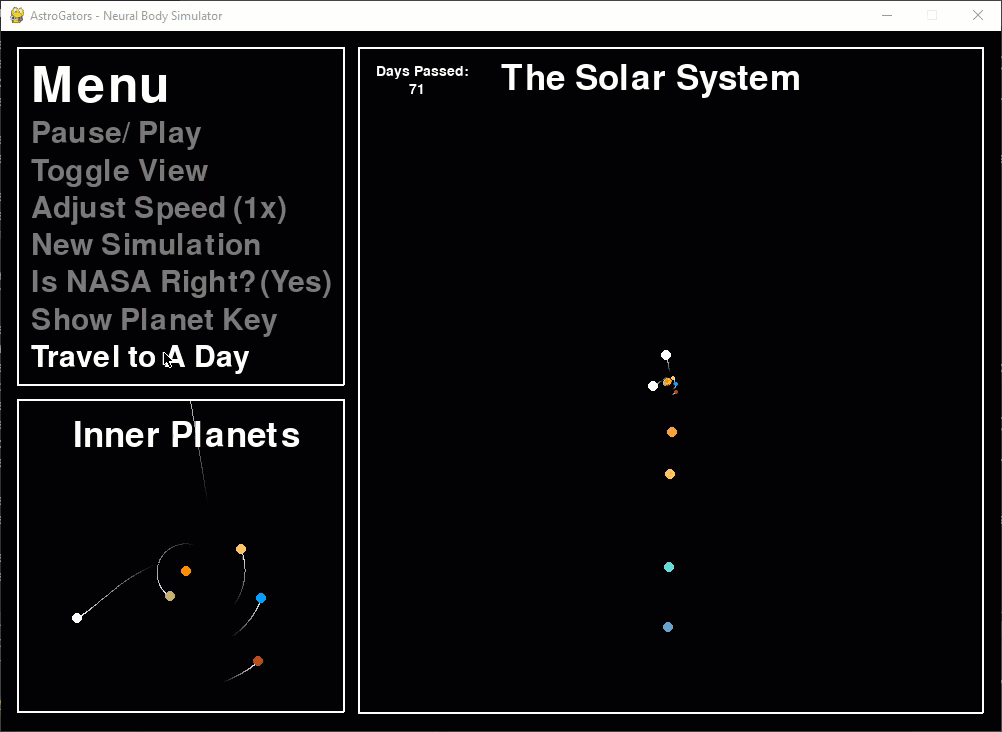 AstroGators - Neural Body Simulator
Menu
Pause/ Play
Toggle View
Adjust Speed (1x)
New Simulation
Is NASA Right? (Yes)
Show Planet Key
Travel to A Day
Inner Planets
Days Passed:
71
The Solar System